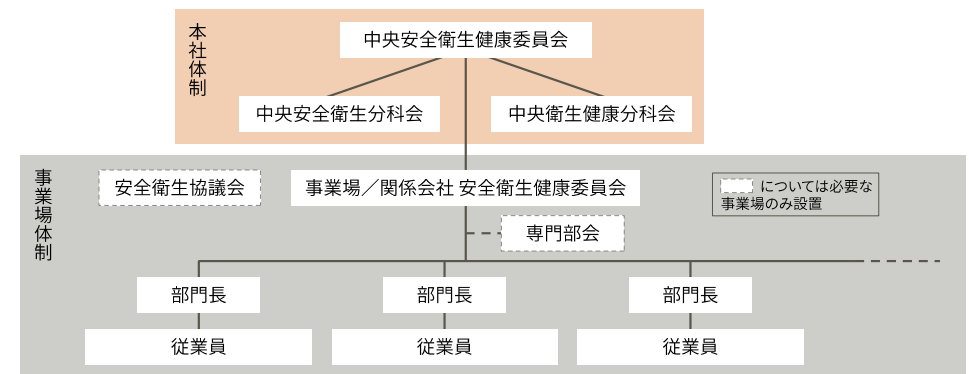 本社体制
中央安全衛生健康委員会
中央安全衛生分科会
中央衛生健康分科会
事業場体制
安全衛生協議会
事業場／関係会社 安全衛生健康委員会
については必要な
事業場のみ設置
専門部会
部門長
部門長
部門長
従業員
従業員
従業員